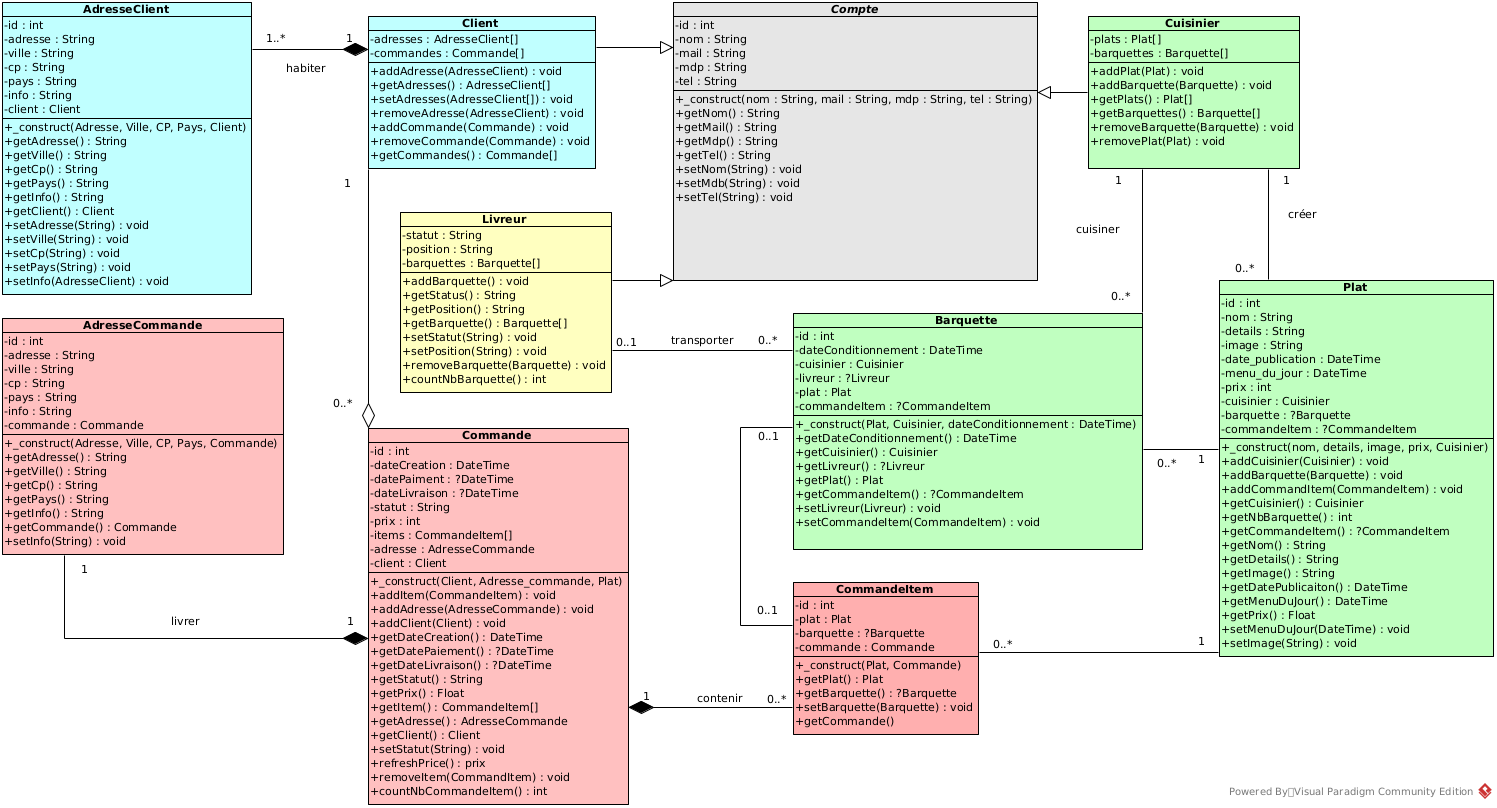 AdresseClient
-id : int
-adresse : String
-ville : String
-cp : String
-pays : String
-info : String
-client : Client
+_construct(Adresse, Ville, CP, Pays, Client)
+getAdresse() : String
+getVille() : String
+getCp() : String
+getPays() : String
+getInfo() : String
+getClient() : Client
+setAdresse(String) : void
+setVille(String) : void
+setCp(String) : void
+setPays(String) : void
+setInfo(AdresseClient) : void
1..*
1
habiter
Client
-adresses : AdresseClient[]
-commandes : Commande[]
+addAdresse(AdresseClient) : void
+getAdresses() : AdresseClient[]
+setAdresses(AdresseClient[]) : void
+removeAdresse(AdresseClient) : void
+addCommande(Commande) : void
+removeCommande(Commande) : void
+getCommandes() : Commande[]
Compte
-id : int
-nom : String
-mail : String
-mdp : String
-tel : String
+_construct(nom : String, mail : String, mdp : String, tel : String)
+getNom() : String
+getMail() : String
+getMdp() : String
+getTel() : String
+setNom(String) : void
+setMdb(String) : void
+setTel(String) : void
Cuisinier
-plats : Plat[]
-barquettes : Barquette[]
+addPlat(Plat) : void
+addBarquette(Barquette) : void
+getPlats() : Plat[]
+getBarquettes() : Barquette[]
+removeBarquette(Barquette) : void
+removePlat(Plat) : void
1
1
1
créer
cuisiner
0..*
0..*
Livreur
-statut : String
-position : String
-barquettes : Barquette[]
+addBarquette() : void
+getStatus() : String
+getPosition() : String
+getBarquette() : Barquette[]
+setStatut(String) : void
+setPosition(String) : void
+removeBarquette(Barquette) : void
+countNbBarquette() : int
0..1
transporter
0..*
Barquette
-id : int
-dateConditionnement : DateTime
-cuisinier : Cuisinier
-livreur : ?Livreur
-plat : Plat
-commandeItem : ?CommandeItem
+_construct(Plat, Cuisinier, dateConditionnement : DateTime)
+getDateConditionnement() : DateTime
+getCuisinier() : Cuisinier
+getLivreur() : ?Livreur
+getPlat() : Plat
+getCommandeItem() : ?CommandeItem
+setLivreur(Livreur) : void
+setCommandeItem(CommandeItem) : void
Plat
-id : int
-nom : String
-details : String
-image : String
-date_publication : DateTime
-menu_du_jour : DateTime
-prix : int
-cuisinier : Cuisinier
-barquette : ?Barquette
-commandeItem : ?CommandeItem
+_construct(nom, details, image, prix, Cuisinier)
+addCuisinier(Cuisinier) : void
+addBarquette(Barquette) : void
+addCommandItem(CommandeItem) : void
+getCuisinier() : Cuisinier
+getNbBarquette() : int
+getCommandeItem() : ?CommandeItem
+getNom() : String
+getDetails() : String
+getImage() : String
+getDatePublicaiton() : DateTime
+getMenuDuJour() : DateTime
+getPrix() : Float
+setMenuDuJour(DateTime) : void
+setImage(String) : void
0..*
1
0..1
0..1
AdresseCommande
-id : int
-adresse : String
-ville : String
-cp : String
-pays : String
-info : String
-commande : Commande
+_construct(Adresse, Ville, CP, Pays, Commande)
+getAdresse() : String
+getVille() : String
+getCp() : String
+getPays() : String
+getInfo() : String
+getCommande() : Commande
+setInfo(String) : void
1
livrer
1
0..*
Commande
-id : int
-dateCreation : DateTime
-datePaiment : ?DateTime
-dateLivraison : ?DateTime
-statut : String
-prix : int
-items : CommandeItem[]
-adresse : AdresseCommande
-client : Client
+_construct(Client, Adresse_commande, Plat)
+addItem(CommandeItem) : void
+addAdresse(AdresseCommande) : void
+addClient(Client) : void
+getDateCreation() : DateTime
+getDatePaiement() : ?DateTime
+getDateLivraison() : ?DateTime
+getStatut() : String
+getPrix() : Float
+getItem() : CommandeItem[]
+getAdresse() : AdresseCommande
+getClient() : Client
+setStatut(String) : void
+refreshPrice() : prix
+removeItem(CommandItem) : void
+countNbCommandeItem() : int
1
contenir
0..*
CommandeItem
-id : int
-plat : Plat
-barquette : ?Barquette
-commande : Commande
+_construct(Plat, Commande)
+getPlat() : Plat
+getBarquette() : ?Barquette
+setBarquette(Barquette) : void
+getCommande()
0..*
1
Powered By Visual Paradigm Community Edition